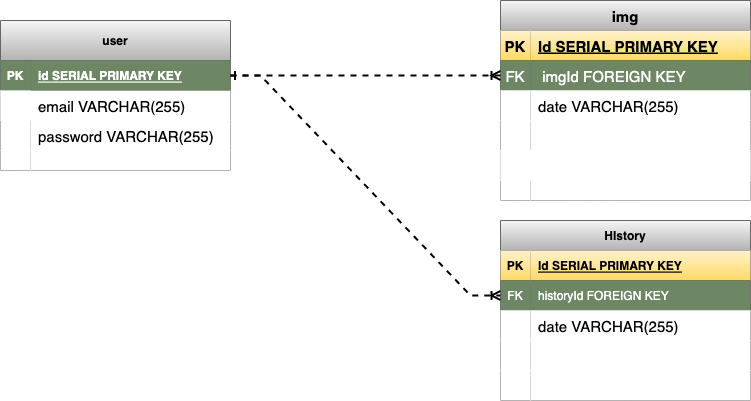 user
PK id SERIAL PRIMARY KEY
email VARCHAR(255)
password VARCHAR(255)
img
PK Id SERIAL PRIMARY KEY
FK imgId FOREIGN KEY
date VARCHAR(255)
HIstory
PK Id SERIAL PRIMARY KEY
FK historyId FOREIGN KEY
date VARCHAR(255)